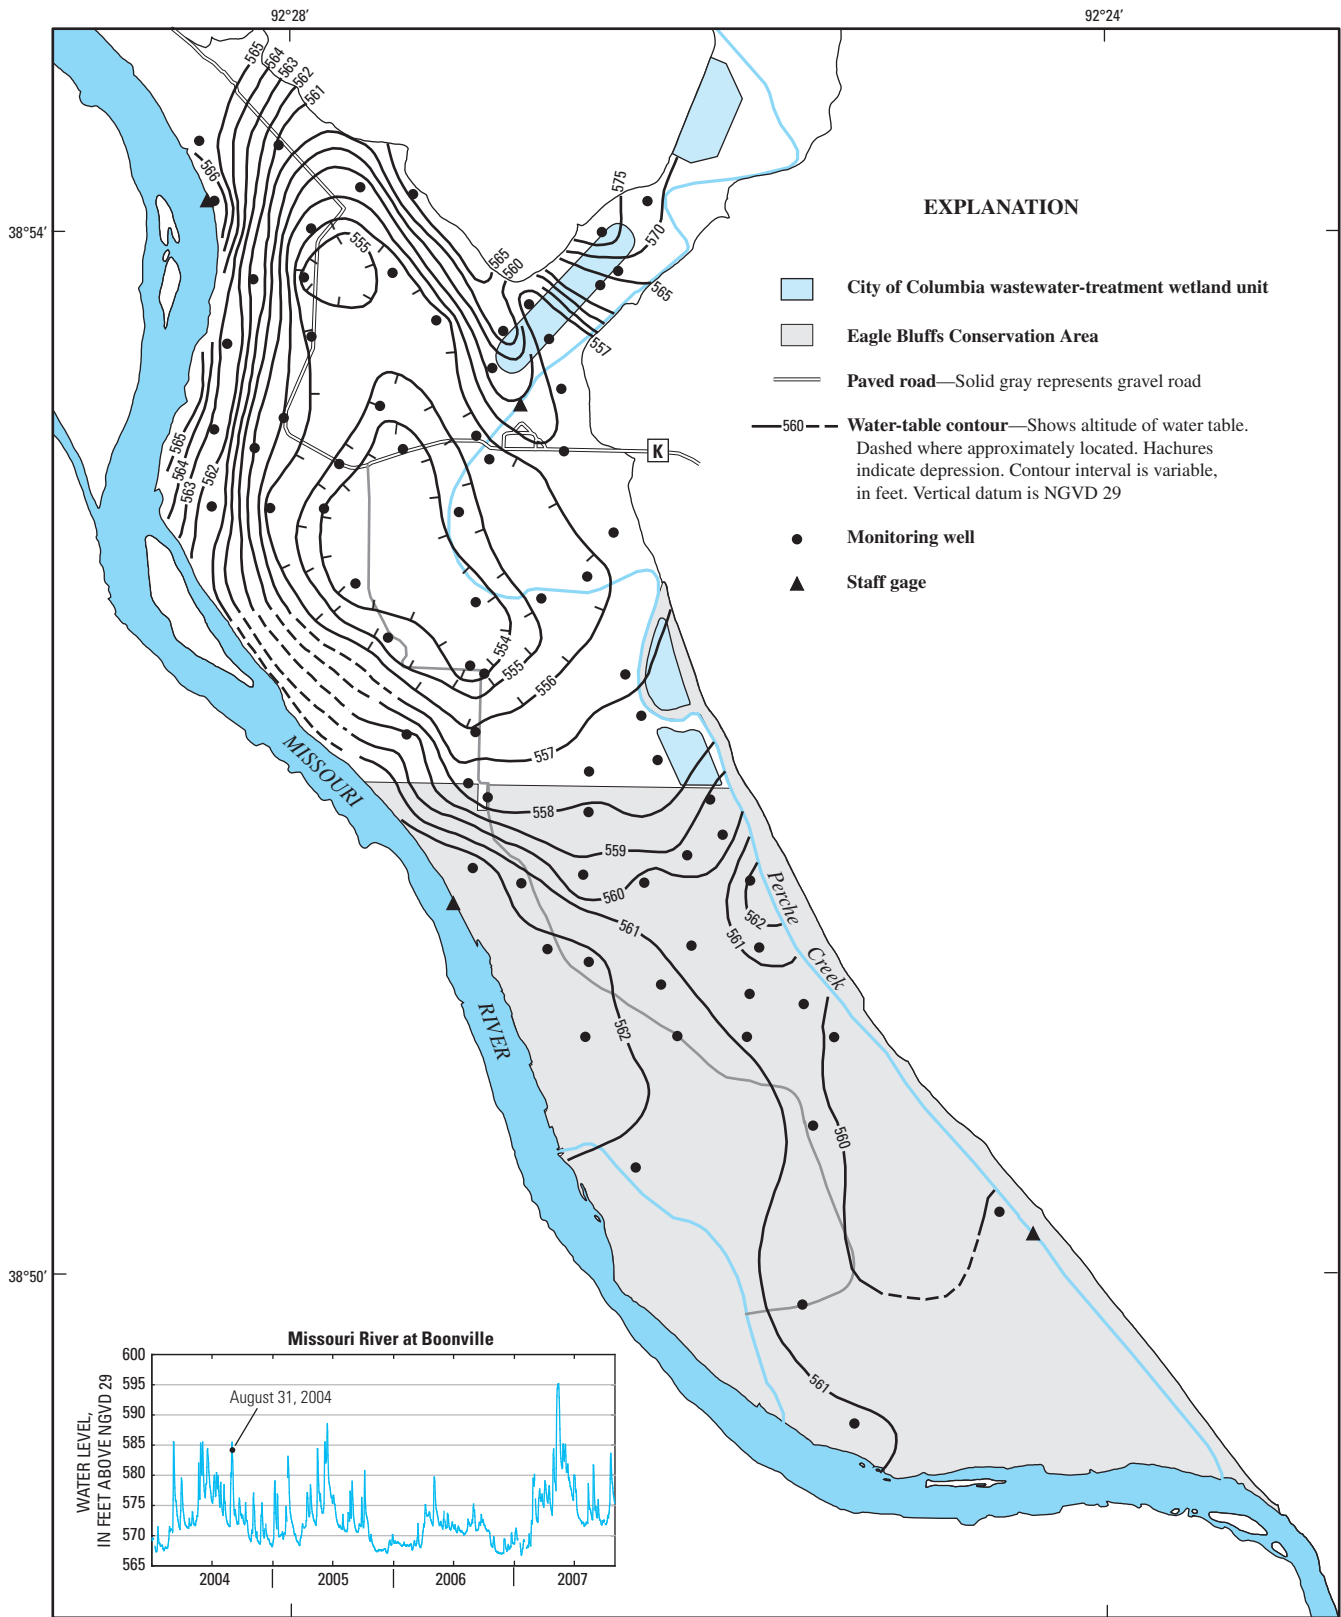 92°28′
92°24′
38°54′
38°50′
565
564
563
562
561
566
555
575
570
565
565
560
557
565
564
563
562
K
554
555
556
557
558
559
560
561
562
562
561
560
561
MISSOURI
RIVER
Perche
Creek
EXPLANATION
City of Columbia wastewater-treatment wetland unit
Eagle Bluffs Conservation Area
Paved road—Solid gray represents gravel road
560
Water-table contour—Shows altitude of water table.
Dashed where approximately located. Hachures
indicate depression. Contour interval is variable,
in feet. Vertical datum is NGVD 29
Monitoring well
Staff gage
Missouri River at Boonville
WATER LEVEL,
IN FEET ABOVE NGVD 29
600
595
590
585
580
575
570
565
August 31, 2004
2004
2005
2006
2007